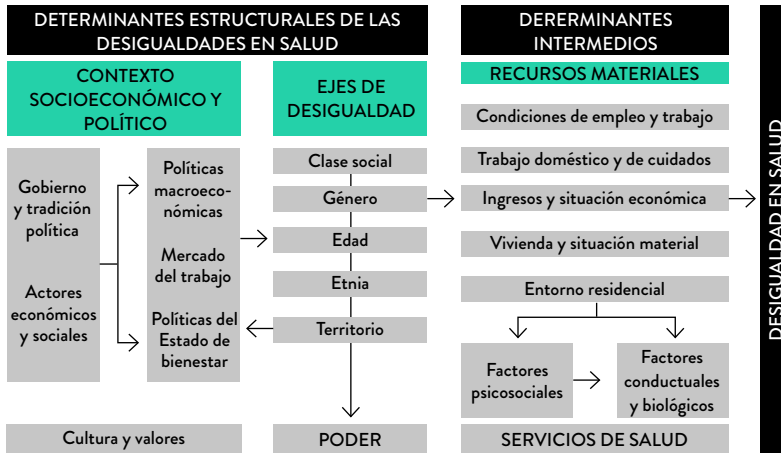 DETERMINANTES ESTRUCTURALES DE LAS
DESIGUALDADES EN SALUD
CONTEXTO
SOCIOECONÓMICO Y
POLÍTICO
EJES DE
DESIGUALDAD
Gobierno
y tradición
política
Actores
económicos
y sociales
Políticas
macroeco-
nómicas
Mercado
del trabajo
Políticas del
Estado de
bienestar
Clase social
Género
Edad
Etnia
Territorio
Cultura y valores
PODER
DERERMINANTES
INTERMEDIOS
RECURSOS MATERIALES
Condiciones de empleo y trabajo
Trabajo doméstico y de cuidados
Ingresos y situación económica
Vivienda y situación material
Entorno residencial
Factores
psicosociales
Factores
conductuales
y biológicos
SERVICIOS DE SALUD
DESIGUALDAD EN SALUD